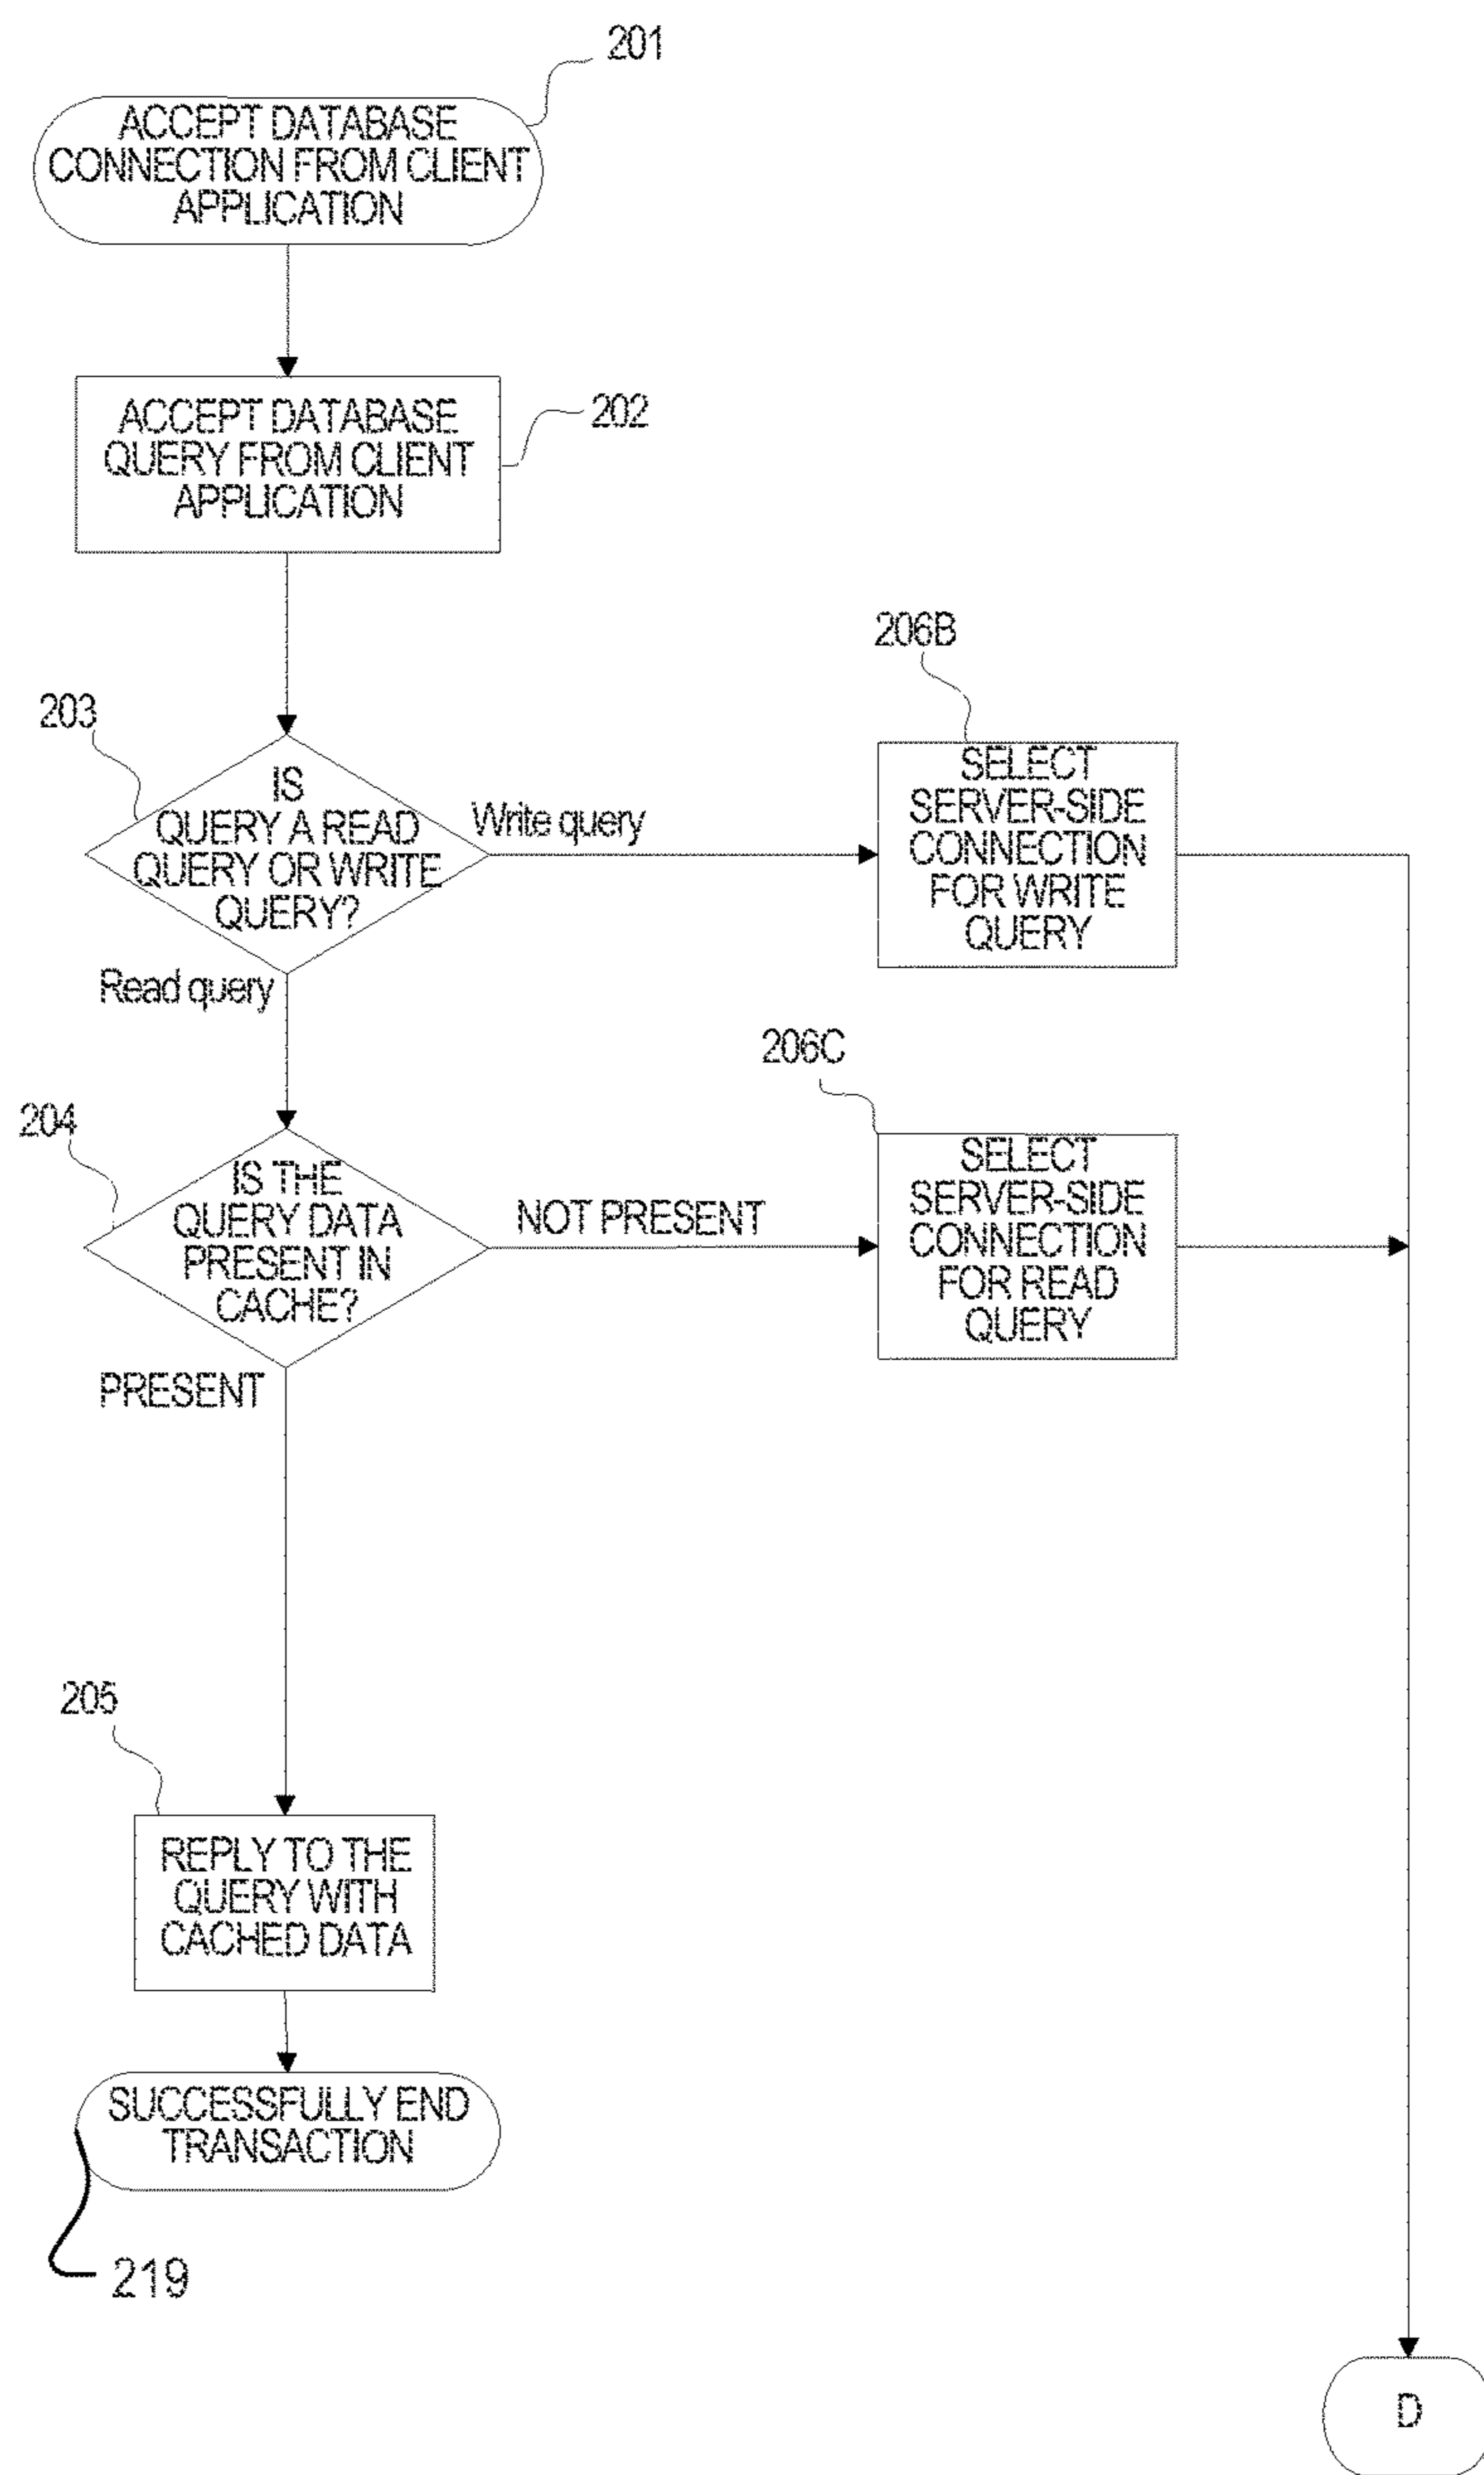 201
ACCEPT DATABASE
CONNECTION FROM CLIENT
APPLICATION
202
ACCEPT DATABASE
QUERY FROM CLIENT
APPLICATION
203
IS
QUERY A READ
QUERY OR WRITE
QUERY?
Write query
Read query
206B
SELECT
SERVER-SIDE
CONNECTION
FOR WRITE
QUERY
204
IS THE
QUERY DATA
PRESENT IN
CACHE?
NOT PRESENT
PRESENT
206C
SELECT
SERVER-SIDE
CONNECTION
FOR READ
QUERY
205
REPLY TO THE
QUERY WITH
CACHED DATA
SUCCESSFULLY END
TRANSACTION
219
D